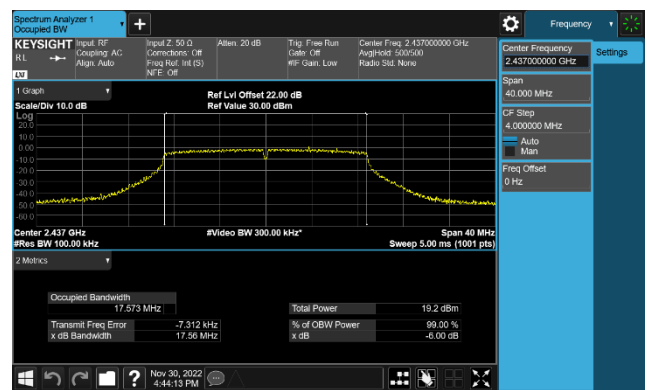 Spectrum Analyzer 1
Occupied BW
Frequency
KEYSIGHT
Input: RF
Input Z: 50 Ω
Atten: 20 dB
Trig: Free Run
Center Freq: 2.437000000 GHz
R L
Coupling: AC
Corrections: Off
Gate: Off
Avg|Hold: 500/500
Align: Auto
Freq Ref: Int (S)
#IF Gain: Low
Radio Std: None
LXI
NFE: Off
Center Frequency
2.437000000 GHz
Settings
Span
40.000 MHz
CF Step
4.000000 MHz
Auto
Man
Freq Offset
0 Hz
1 Graph
Ref Lvl Offset 22.00 dB
Scale/Div 10.0 dB
Ref Value 30.00 dBm
Log
20.0
10.0
0.00
-10.0
-20.0
-30.0
-40.0
-50.0
-60.0
Center 2.437 GHz
#Video BW 300.00 kHz*
Span 40 MHz
#Res BW 100.00 kHz
Sweep 5.00 ms (1001 pts)
2 Metrics
Occupied Bandwidth
17.573 MHz
Total Power
19.2 dBm
Transmit Freq Error
-7.312 kHz
% of OBW Power
99.00 %
x dB Bandwidth
17.56 MHz
x dB
-6.00 dB
?
Nov 30, 2022
4:44:13 PM